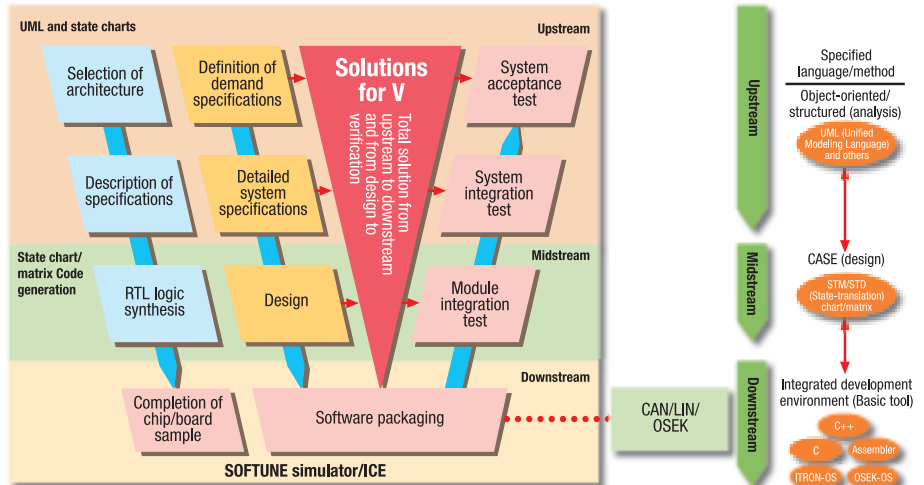 UML and state charts
Upstream
Selection of
architecture
Definition of
demand
specifications
Solutions
for V
Total solution from
upstream to downstream
and from design to
verification
System
acceptance
test
Description of
specifications
Detailed
system
specifications
System
integration
test
State chart/
matrix Code
generation
Midstream
RTL logic
synthesis
Design
Module
integration
test
Downstream
Completion of
chip/board
sample
Software packaging
SOFTUNE simulator/ICE
CAN/LIN/
OSEK
Upstream
Midstream
Downstream
Specified
language/method
Object-oriented/
structured (analysis)
UML (Unified
Modeling Language)
and others
CASE (design)
STM/STD
(State-translation)
chart/matrix
Integrated development
environment (Basic tool)
C++
C
Assembler
ITRON-OS
OSEK-OS